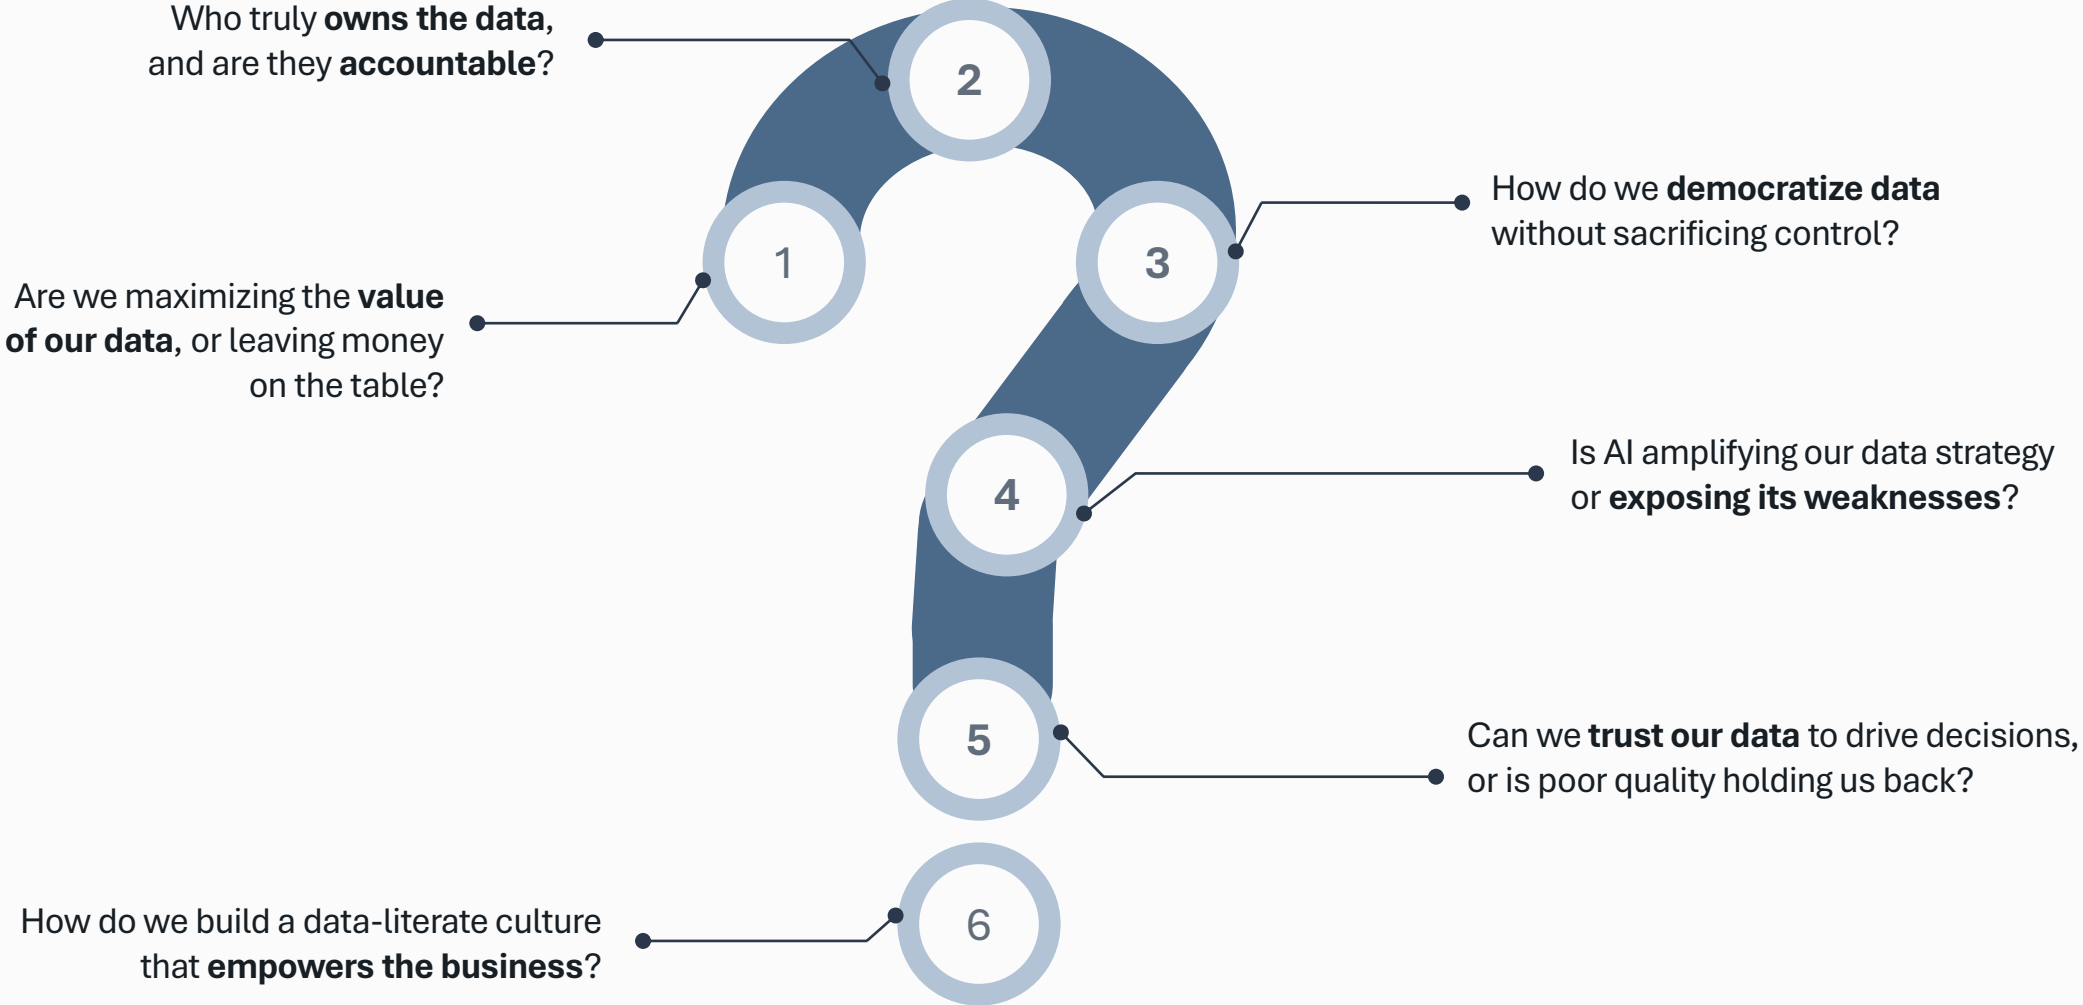 Who truly owns the data,
and are they accountable?
2
How do we democratize data
without sacrificing control?
1
3
Are we maximizing the value
of our data, or leaving money
on the table?
Is AI amplifying our data strategy
or exposing its weaknesses?
4
Can we trust our data to drive decisions,
or is poor quality holding us back?
5
How do we build a data-literate culture
that empowers the business?
6